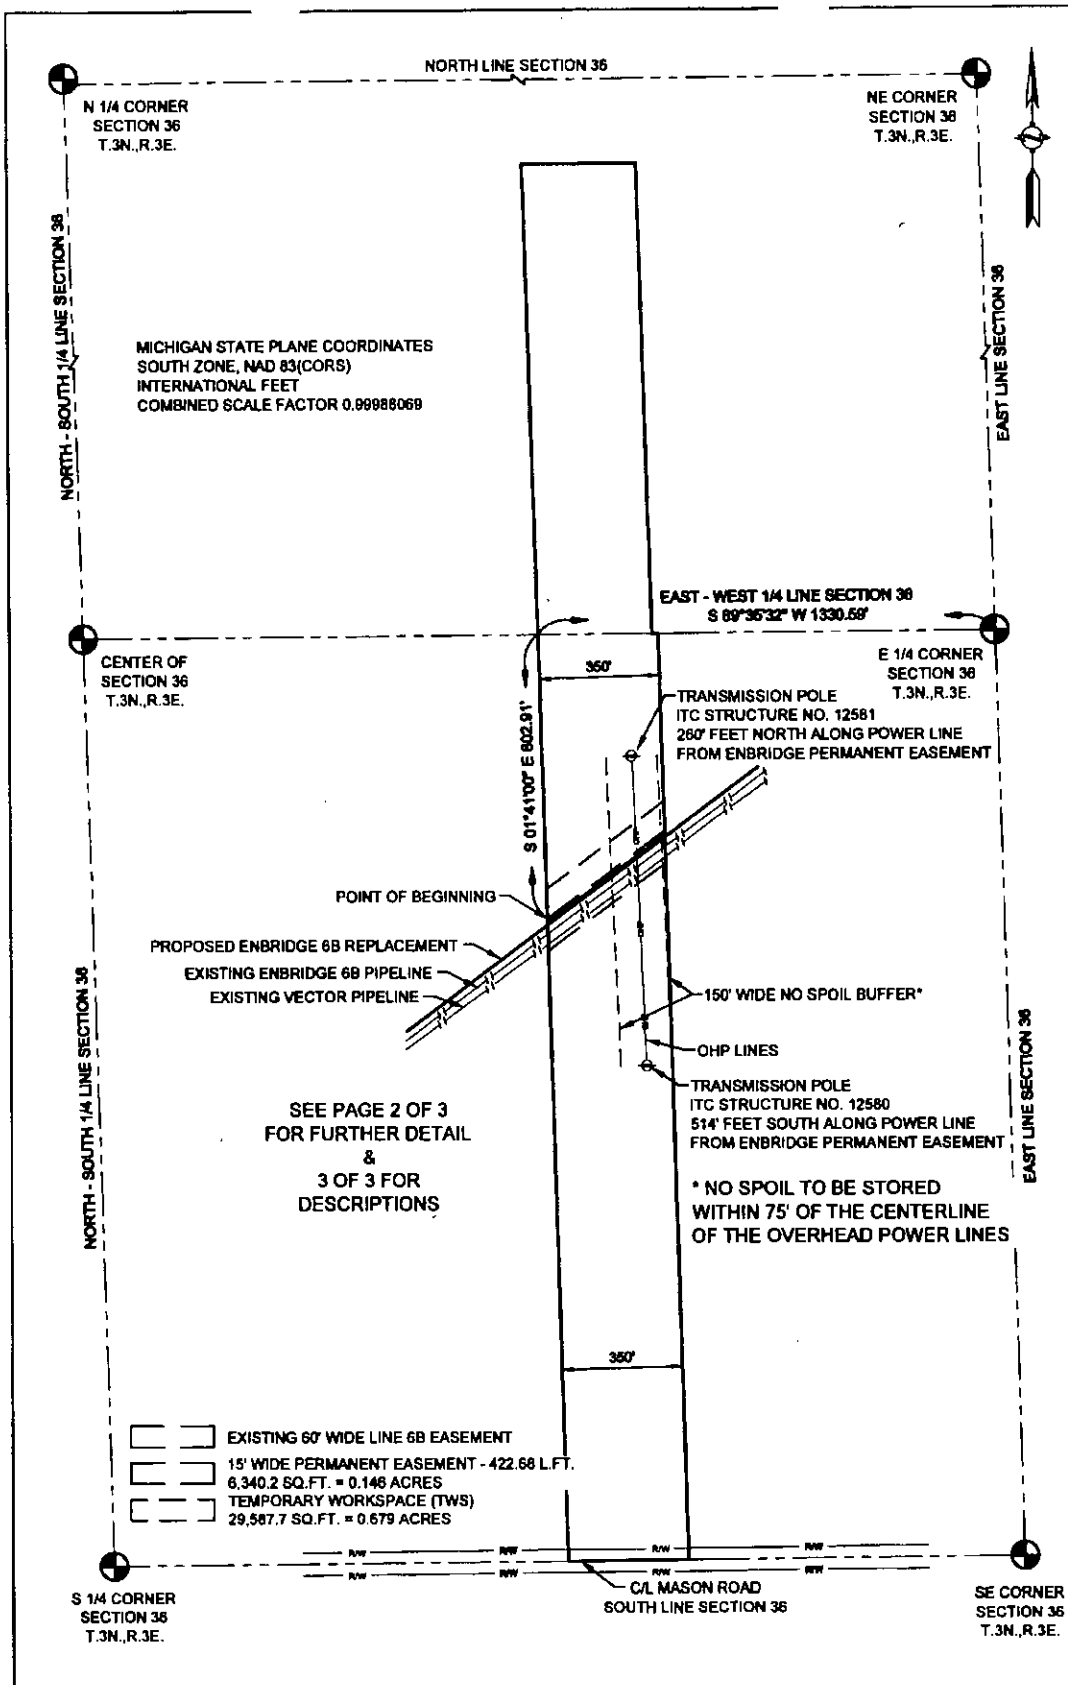 NORTH LINE SECTION 36
N 1/4 CORNER
SECTION 36
T.3N.,R.3E.
NE CORNER
SECTION 36
T.3N.,R.3E.
NORTH - SOUTH 1/4 LINE SECTION 36
EAST LINE SECTION 36
MICHIGAN STATE PLANE COORDINATES
SOUTH ZONE, NAD 83(CORS)
INTERNATIONAL FEET
COMBINED SCALE FACTOR 0.99986069
EAST - WEST 1/4 LINE SECTION 36
S 89°35'32" W 1330.59'
CENTER OF
SECTION 36
T.3N.,R.3E.
E 1/4 CORNER
SECTION 36
T.3N.,R.3E.
350'
S 01°41'00" E 802.91'
TRANSMISSION POLE
ITC STRUCTURE NO. 12581
260' FEET NORTH ALONG POWER LINE
FROM ENBRIDGE PERMANENT EASEMENT
POINT OF BEGINNING
PROPOSED ENBRIDGE 6B REPLACEMENT
EXISTING ENBRIDGE 6B PIPELINE
EXISTING VECTOR PIPELINE
150' WIDE NO SPOIL BUFFER*
OHP LINES
TRANSMISSION POLE
ITC STRUCTURE NO. 12580
514' FEET SOUTH ALONG POWER LINE
FROM ENBRIDGE PERMANENT EASEMENT
NORTH - SOUTH 1/4 LINE SECTION 36
EAST LINE SECTION 36
SEE PAGE 2 OF 3
FOR FURTHER DETAIL
&
3 OF 3 FOR
DESCRIPTIONS
* NO SPOIL TO BE STORED
WITHIN 75' OF THE CENTERLINE
OF THE OVERHEAD POWER LINES
350'
EXISTING 60' WIDE LINE 6B EASEMENT
15' WIDE PERMANENT EASEMENT - 422.68 L.FT.
6,340.2 SQ.FT. = 0.146 ACRES
TEMPORARY WORKSPACE (TWS)
29,587.7 SQ.FT. = 0.679 ACRES
R/W R/W R/W R/W
R/W R/W R/W R/W
C/L MASON ROAD
SOUTH LINE SECTION 36
S 1/4 CORNER
SECTION 36
T.3N.,R.3E.
SE CORNER
SECTION 36
T.3N.,R.3E.